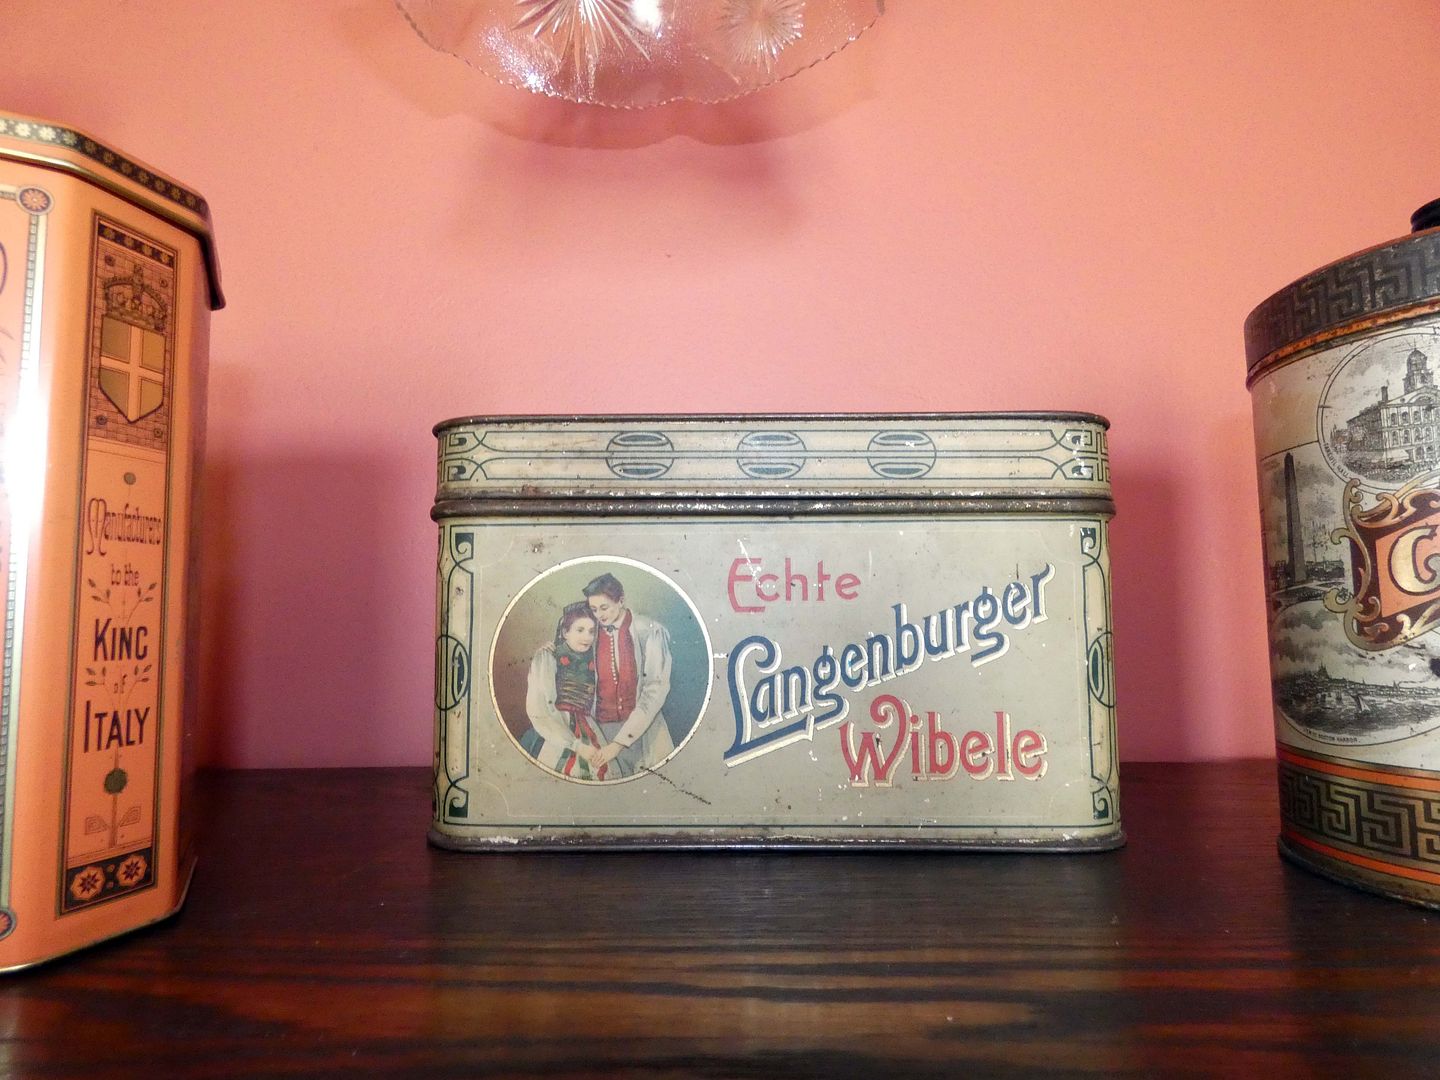 Manufacturers
to the
KING
of
ITALY
Echte
Langenburger
Wibele
G